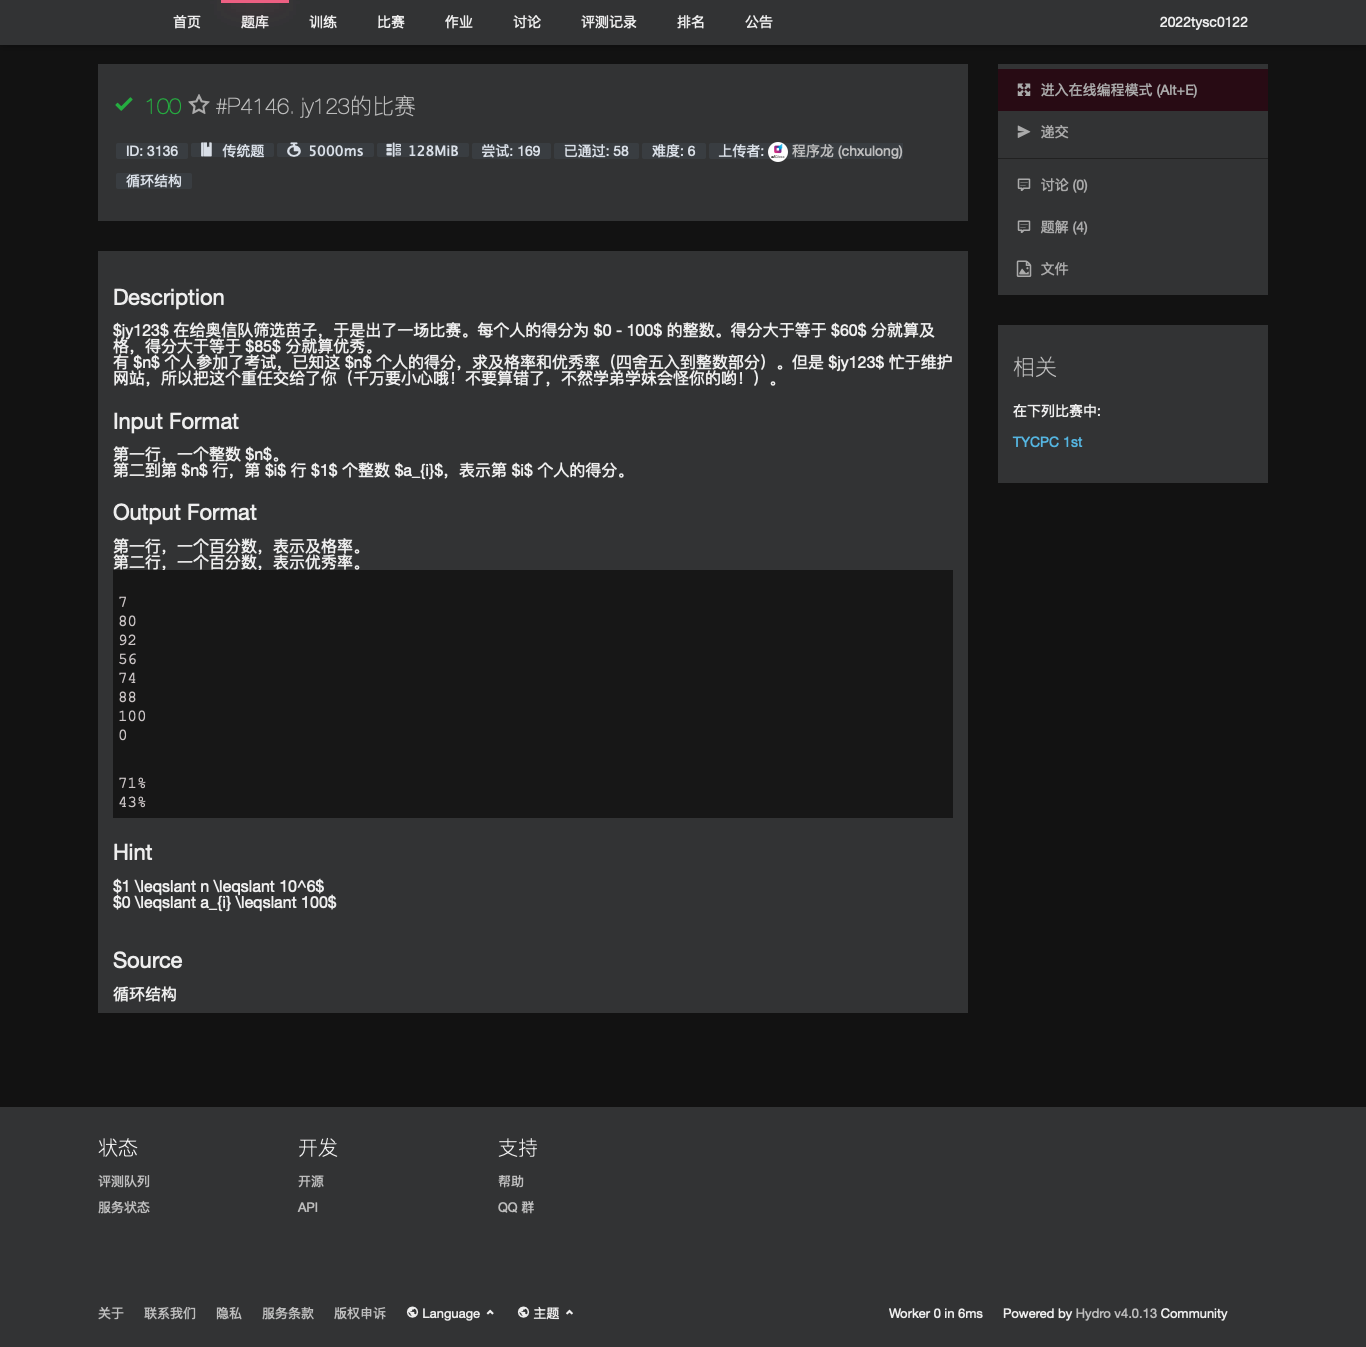 首页 题库 训练 比赛 作业 讨论 评测记录 排名 公告 2022tysc0122
100 #P4146. jy123的比赛
ID: 3136 传统题 5000ms 128MiB 尝试: 169 已通过: 58 难度: 6 上传者: 程序龙 (chxulong)
循环结构
Description
$jy123$ 在给奥信队筛选苗子，于是出了一场比赛。每个人的得分为 $0 - 100$ 的整数。得分大于等于 $60$ 分就算及
格，得分大于等于 $85$ 分就算优秀。
有 $n$ 个人参加了考试，已知这 $n$ 个人的得分，求及格率和优秀率（四舍五入到整数部分）。但是 $jy123$ 忙于维护
网站，所以把这个重任交给了你（千万要小心哦！不要算错了，不然学弟学妹会怪你的哟！）。
Input Format
第一行，一个整数 $n$。
第二到第 $n$ 行，第 $i$ 行 $1$ 个整数 $a_{i}$，表示第 $i$ 个人的得分。
Output Format
第一行，一个百分数，表示及格率。
第二行，一个百分数，表示优秀率。
7
80
92
56
74
88
100
0
71%
43%
Hint
$1 \leqslant n \leqslant 10^6$
$0 \leqslant a_{i} \leqslant 100$
Source
循环结构
进入在线编程模式 (Alt+E)
递交
讨论 (0)
题解 (4)
文件
相关
在下列比赛中:
TYCPC 1st
状态 开发 支持
评测队列 开源 帮助
服务状态 API QQ 群
关于 联系我们 隐私 服务条款 版权申诉 Language 主题 Worker 0 in 6ms Powered by Hydro v4.0.13 Community